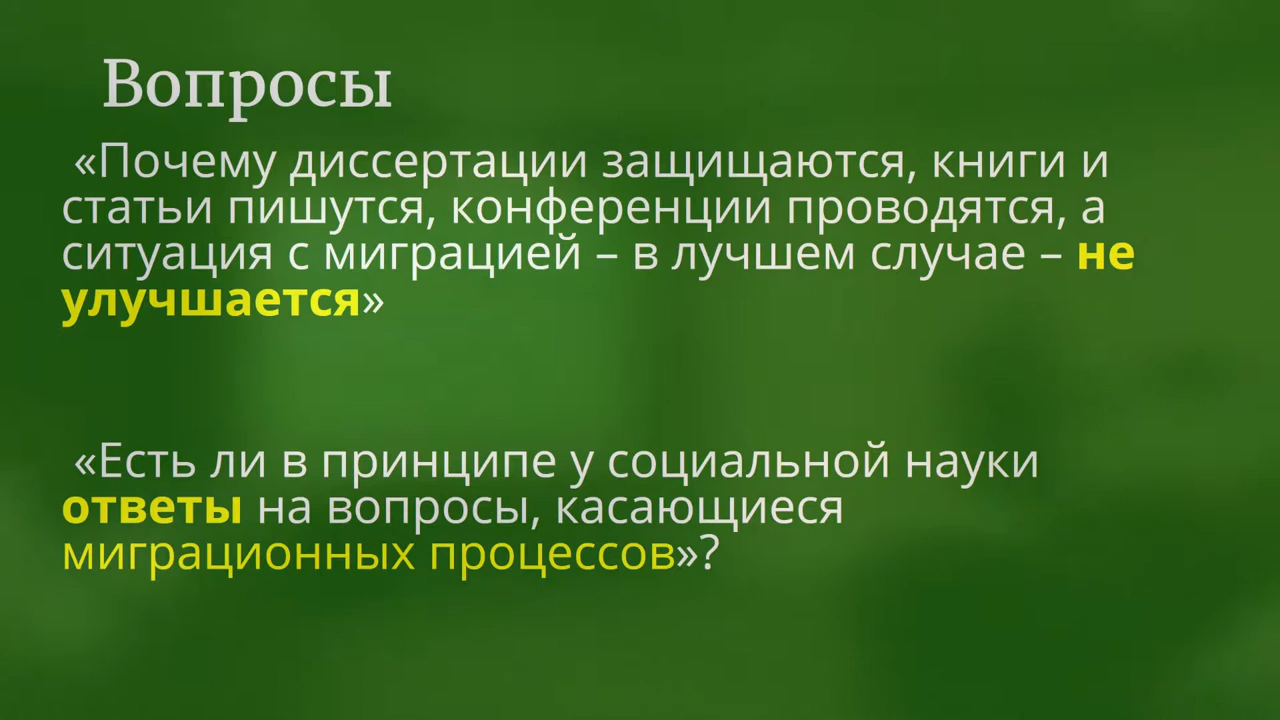 Вопросы
«Почему диссертации защищаются, книги и
статьи пишутся, конференции проводятся, а
ситуация с миграцией – в лучшем случае – не
улучшается»
«Есть ли в принципе у социальной науки
ответы на вопросы, касающиеся
миграционных процессов»?